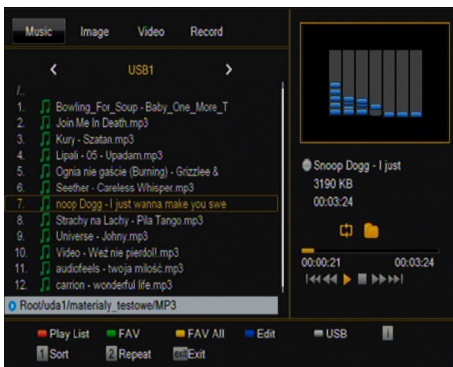 Music Image Video Record
USB1
/..
1. Bowling_For_Soup - Baby_One_More_T
2. Join Me In Death.mp3
3. Kury - Szatan.mp3
4. Lipali - 05 - Upadam.mp3
5. Ognia nie gaście (Burning) - Grizzlee &
6. Seether - Careless Whisper.mp3
7. noop Dogg - I just wanna make you swe
8. Strachy na Lachy - Piła Tango.mp3
9. Universe - Johny.mp3
10. Video - Weź nie pierdol!.mp3
11. audiofeels - twoja miłość.mp3
12. carrion - wonderful life.mp3
Root/uda1/materialy_testowe/MP3
Snoop Dogg - I just
3190 KB
00:03:24
00:00:21 00:03:24
Play List FAV FAV All Edit USB i
1 Sort 2 Repeat exit Exit